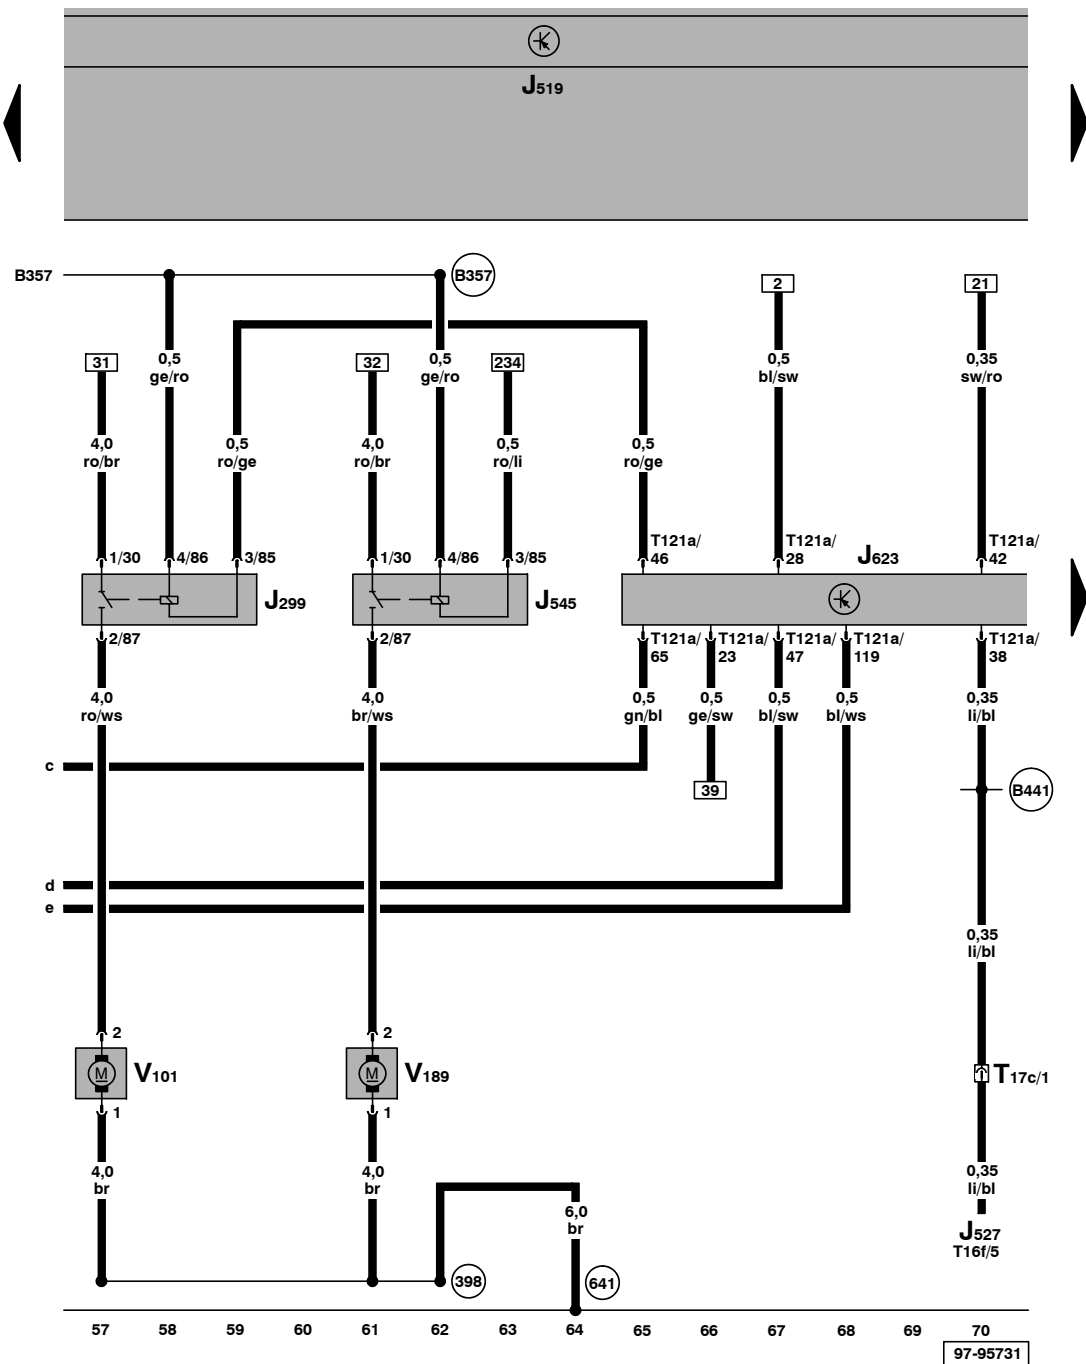 J519
B357
B357
2
21
31
0,5
ge/ro
32
0,5
ge/ro
234
0,5
bl/sw
0,35
sw/ro
4,0
ro/br
0,5
ro/ge
4,0
ro/br
0,5
ro/li
0,5
ro/ge
1/30
4/86
3/85
1/30
4/86
3/85
T121a/
46
T121a/
28
J623
T121a/
42
J299
J545
2/87
2/87
T121a/
65
T121a/
23
T121a/
47
T121a/
119
T121a/
38
4,0
ro/ws
4,0
br/ws
0,5
gn/bl
0,5
ge/sw
0,5
bl/sw
0,5
bl/ws
0,35
li/bl
c
39
B441
d
e
0,35
li/bl
2
2
M
V101
M
V189
T17c/1
1
1
4,0
br
4,0
br
0,35
li/bl
6,0
br
J527
T16f/5
398
641
57 58 59 60 61 62 63 64 65 66 67 68 69 70
97-95731